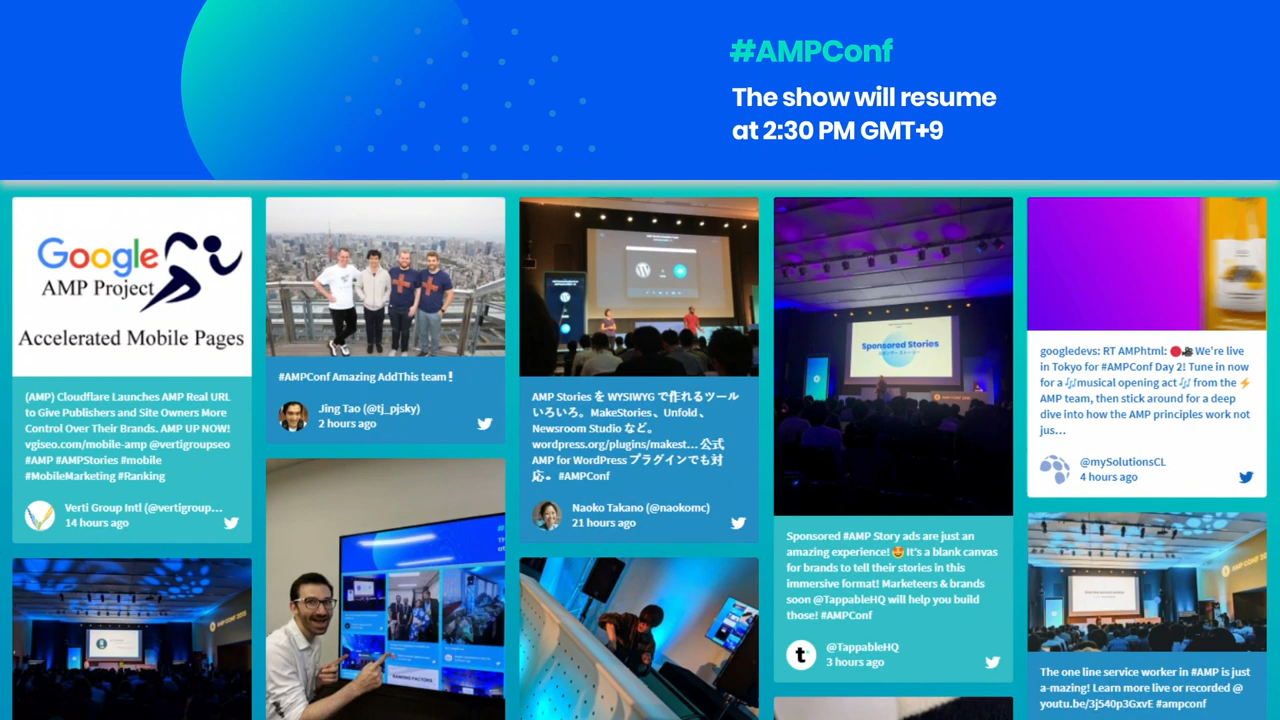 #AMPConf
The show will resume
at 2:30 PM GMT+9
Google
AMP Project
Accelerated Mobile Pages
(AMP) Cloudflare Launches AMP Real URL
to Give Publishers and Site Owners More
Control Over Their Brands. AMP UP NOW!
vgiseo.com/mobile-amp @vertigroupseo
#AMP #AMPStories #mobile
#MobileMarketing #Ranking
Verti Group Intl (@vertigroup...
14 hours ago
#AMPConf Amazing AddThis team❗
Jing Tao (@tj_pjsky)
2 hours ago
RANKING FACTORS
AMP Stories を WYSIWYG で作れるツール
いろいろ。MakeStories 、Unfold 、
Newsroom Studio など。
wordpress.org/plugins/makest... 公式
AMP for WordPress プラグインでも対
応。#AMPConf
Naoko Takano (@naokomc)
21 hours ago
Sponsored Stories
Sponsored #AMP Story ads are just an
amazing experience! 🤩 It's a blank canvas
for brands to tell their stories in this
immersive format! Marketeers & brands
soon @TappableHQ will help you build
those! #AMPConf
t
@TappableHQ
3 hours ago
googledevs: RT AMPhtml: 🔴🎥 We're live
in Tokyo for #AMPConf Day 2! Tune in now
for a 🎶musical opening act 🎶 from the ⚡
AMP team, then stick around for a deep
dive into how the AMP principles work not
jus...
@mySolutionsCL
4 hours ago
The one line service worker in #AMP is just
a-mazing! Learn more live or recorded @
youtu.be/3j540p3GxvE #ampconf